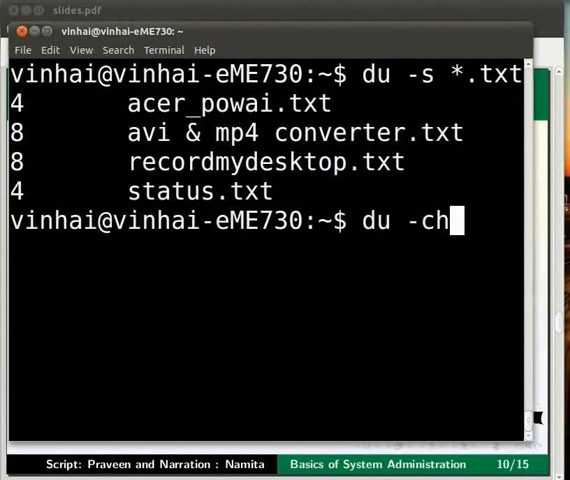 slides.pdf
vinhai@vinhai-eME730: ~
File Edit View Search Terminal Help
vinhai@vinhai-eME730:~$ du -s *.txt
4 acer_powai.txt
8 avi & mp4 converter.txt
8 recordmydesktop.txt
4 status.txt
vinhai@vinhai-eME730:~$ du -ch
Script: Praveen and Narration : Namita Basics of System Administration 10/15